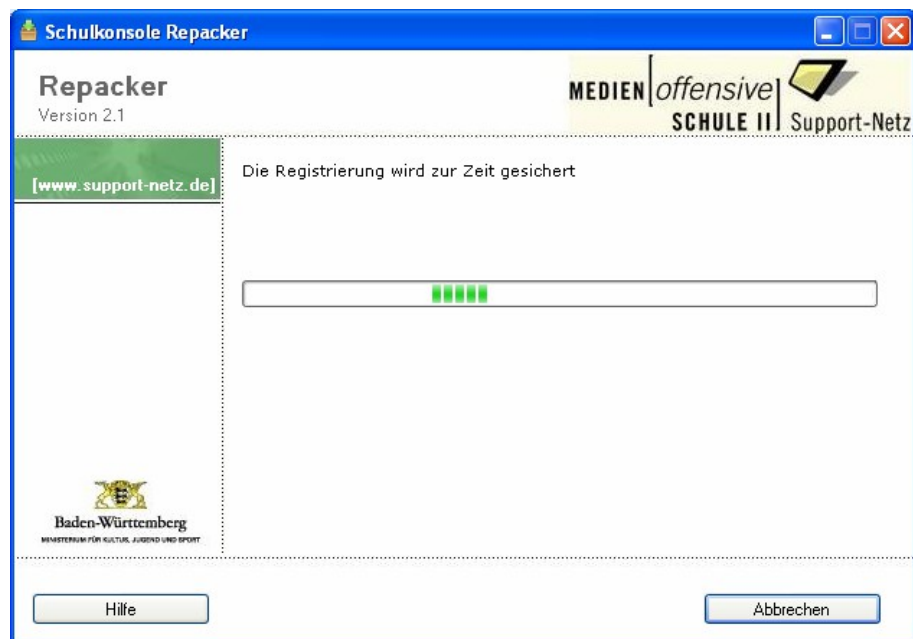 Schulkonsole Repacker
Repacker
Version 2.1
MEDIEN offensive
SCHULE II Support-Netz
[www.support-netz.de]
Die Registrierung wird zur Zeit gesichert
Baden-Württemberg
MINISTERIUM FÜR KULTUS, JUGEND UND SPORT
Hilfe
Abbrechen